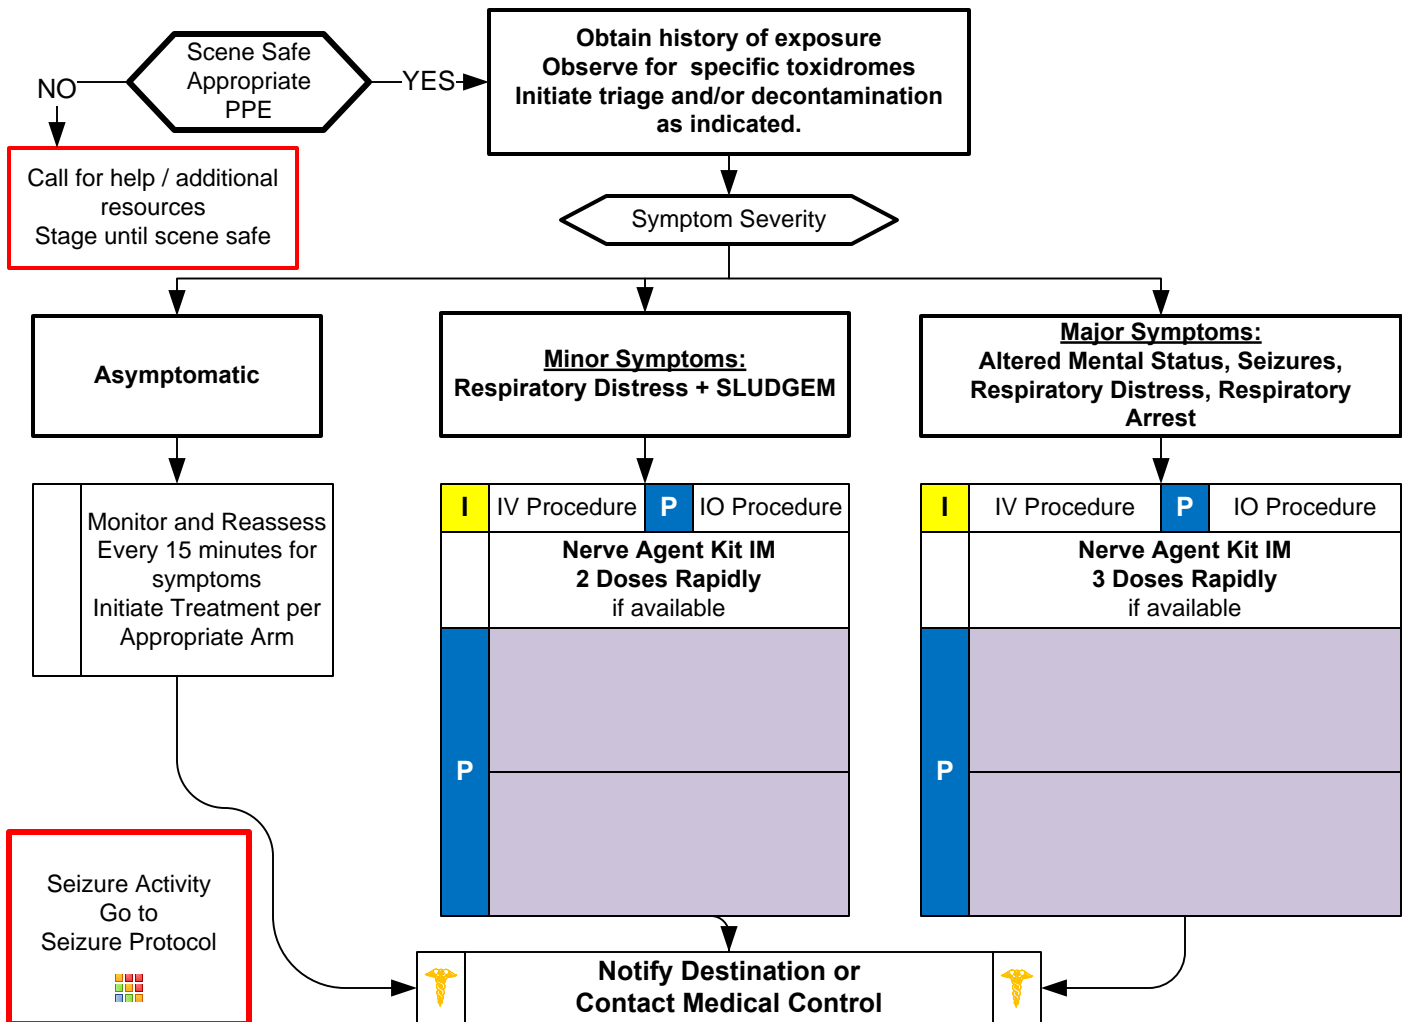 Scene Safe
Appropriate
PPE
NO
YES
Obtain history of exposure
Observe for specific toxidromes
Initiate triage and/or decontamination
as indicated.
Call for help / additional
resources
Stage until scene safe
Symptom Severity
Asymptomatic
Minor Symptoms:
Respiratory Distress + SLUDGEM
Major Symptoms:
Altered Mental Status, Seizures,
Respiratory Distress, Respiratory
Arrest
Monitor and Reassess
Every 15 minutes for
symptoms
Initiate Treatment per
Appropriate Arm
I
IV Procedure
P
IO Procedure
Nerve Agent Kit IM
2 Doses Rapidly
if available
P
I
IV Procedure
P
IO Procedure
Nerve Agent Kit IM
3 Doses Rapidly
if available
P
Seizure Activity
Go to
Seizure Protocol
Notify Destination or
Contact Medical Control